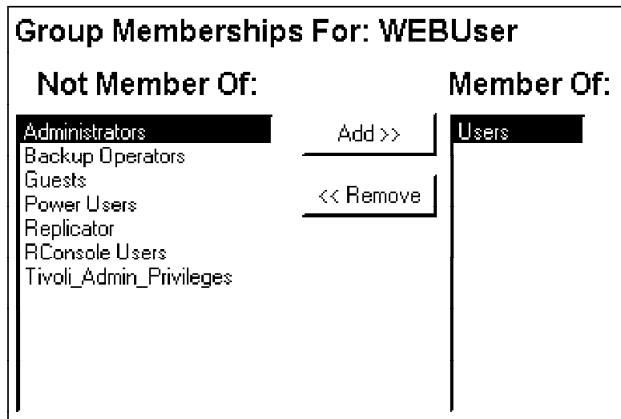 Group Memberships For: WEBUser
Not Member Of:
Member Of:
Administrators
Backup Operators
Guests
Power Users
Replicator
RConsole Users
Tivoli_Admin_Privileges
Add >>
<< Remove
Users